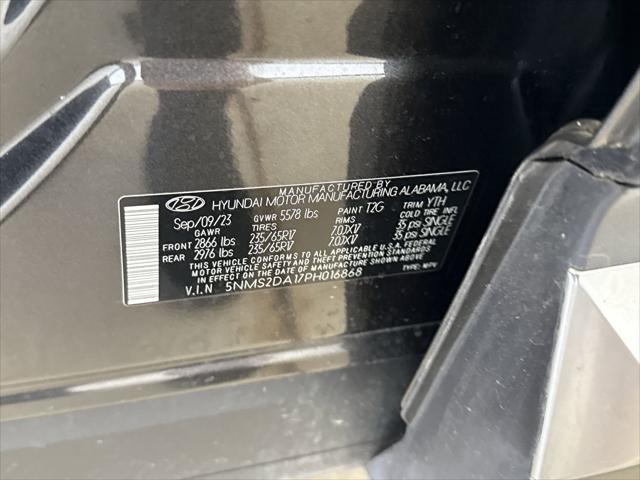 MANUFACTURED BY
HYUNDAI MOTOR MANUFACTURING ALABAMA, LLC
Sep/09/23 GVWR 5578 lbs PAINT T2G TRIM YTH
GAWR TIRES COLD TIRE INFL
FRONT 2866 lbs 235/65R17 7.0JX17 35 psi SINGLE
REAR 2976 lbs 235/65R17 7.0JX17 35 psi SINGLE
THIS VEHICLE CONFORMS TO ALL APPLICABLE U.S.A. FEDERAL
MOTOR VEHICLE SAFETY AND THEFT PREVENTION STANDARDS
IN EFFECT ON THE DATE OF MANUFACTURE SHOWN ABOVE.
V.I.N 5NMS2DA17PH016868 TYPE: MPV